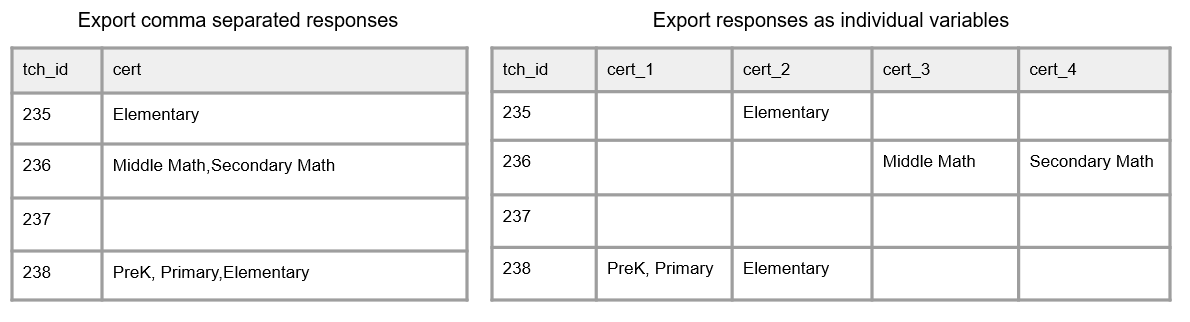 Export comma separated responses
tch_id cert
235 Elementary
236 Middle Math,Secondary Math
237
238 PreK, Primary,Elementary
Export responses as individual variables
tch_id cert_1 cert_2 cert_3 cert_4
235 Elementary
236 Middle Math Secondary Math
237
238 PreK, Primary Elementary